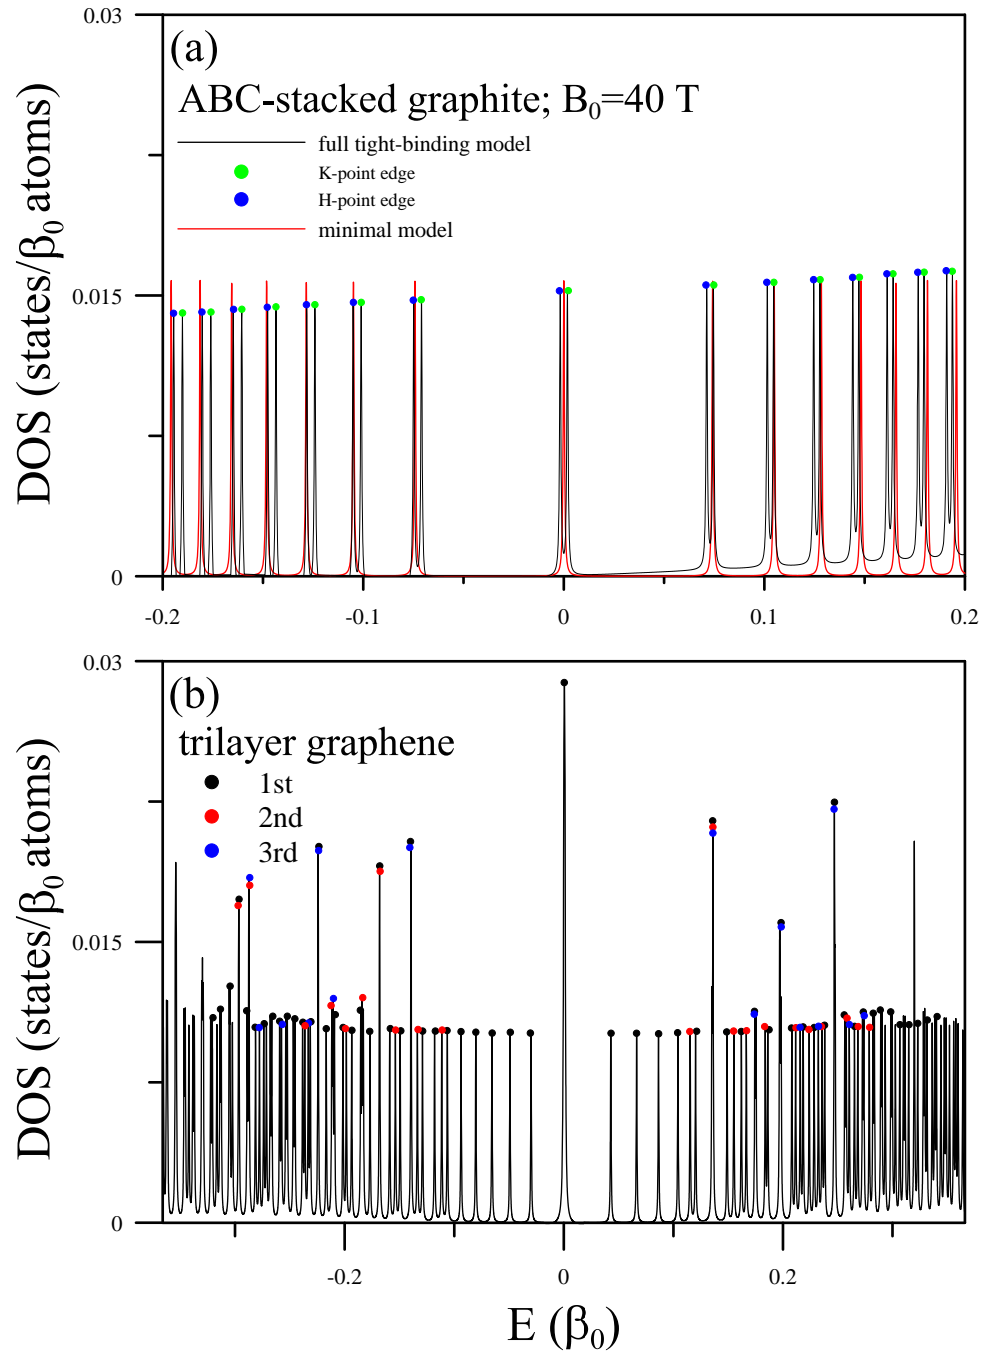 0.03
(a)
ABC-stacked graphite; B₀=40 T
full tight-binding model
K-point edge
H-point edge
minimal model
0.015
0
DOS (states/β₀ atoms)
-0.2 -0.1 0 0.1 0.2
0.03
(b)
trilayer graphene
1st
2nd
3rd
0.015
0
DOS (states/β₀ atoms)
-0.2 0 0.2
E (β₀)